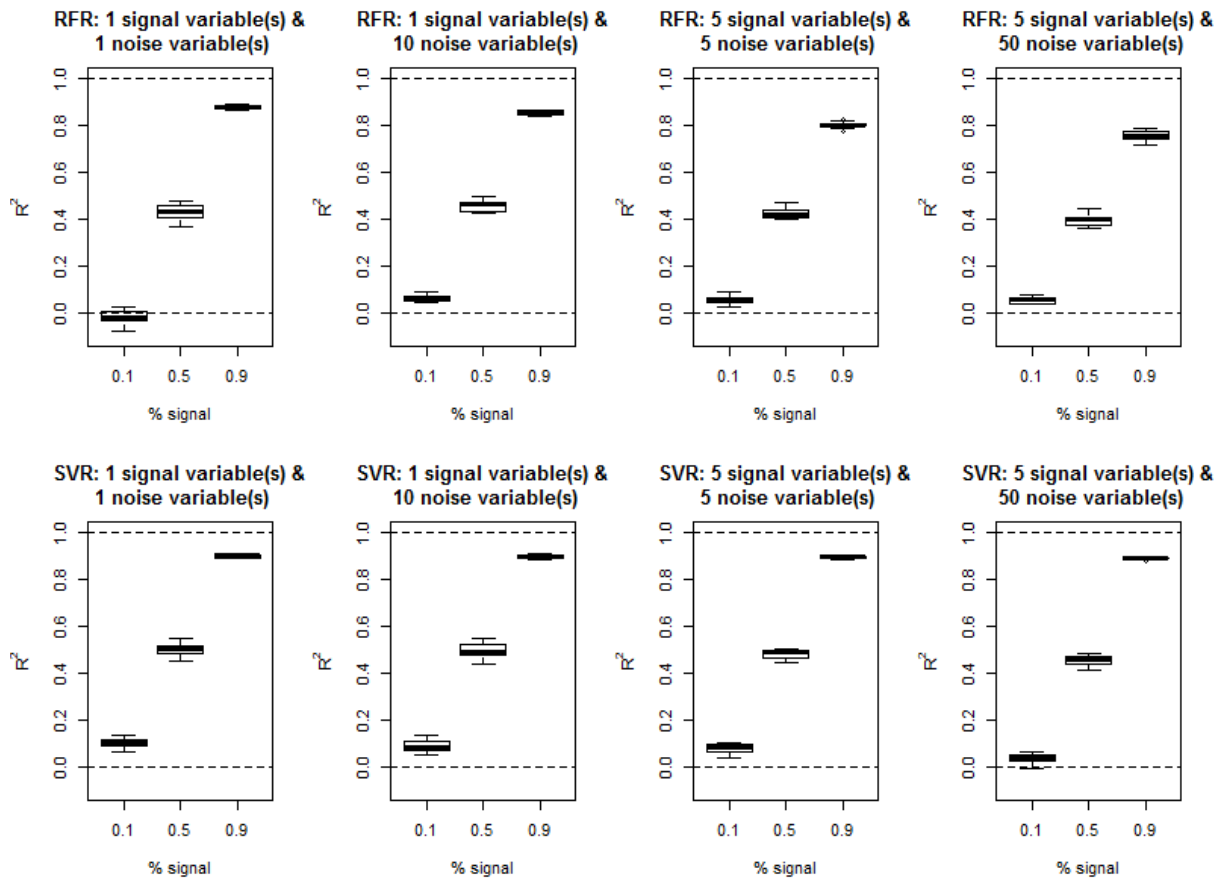 RFR: 1 signal variable(s) &
1 noise variable(s)
R²
1.0
0.8
0.6
0.4
0.2
0.0
0.1 0.5 0.9
% signal
RFR: 1 signal variable(s) &
10 noise variable(s)
R²
1.0
0.8
0.6
0.4
0.2
0.0
0.1 0.5 0.9
% signal
RFR: 5 signal variable(s) &
5 noise variable(s)
R²
1.0
0.8
0.6
0.4
0.2
0.0
0.1 0.5 0.9
% signal
RFR: 5 signal variable(s) &
50 noise variable(s)
R²
1.0
0.8
0.6
0.4
0.2
0.0
0.1 0.5 0.9
% signal
SVR: 1 signal variable(s) &
1 noise variable(s)
R²
1.0
0.8
0.6
0.4
0.2
0.0
0.1 0.5 0.9
% signal
SVR: 1 signal variable(s) &
10 noise variable(s)
R²
1.0
0.8
0.6
0.4
0.2
0.0
0.1 0.5 0.9
% signal
SVR: 5 signal variable(s) &
5 noise variable(s)
R²
1.0
0.8
0.6
0.4
0.2
0.0
0.1 0.5 0.9
% signal
SVR: 5 signal variable(s) &
50 noise variable(s)
R²
1.0
0.8
0.6
0.4
0.2
0.0
0.1 0.5 0.9
% signal